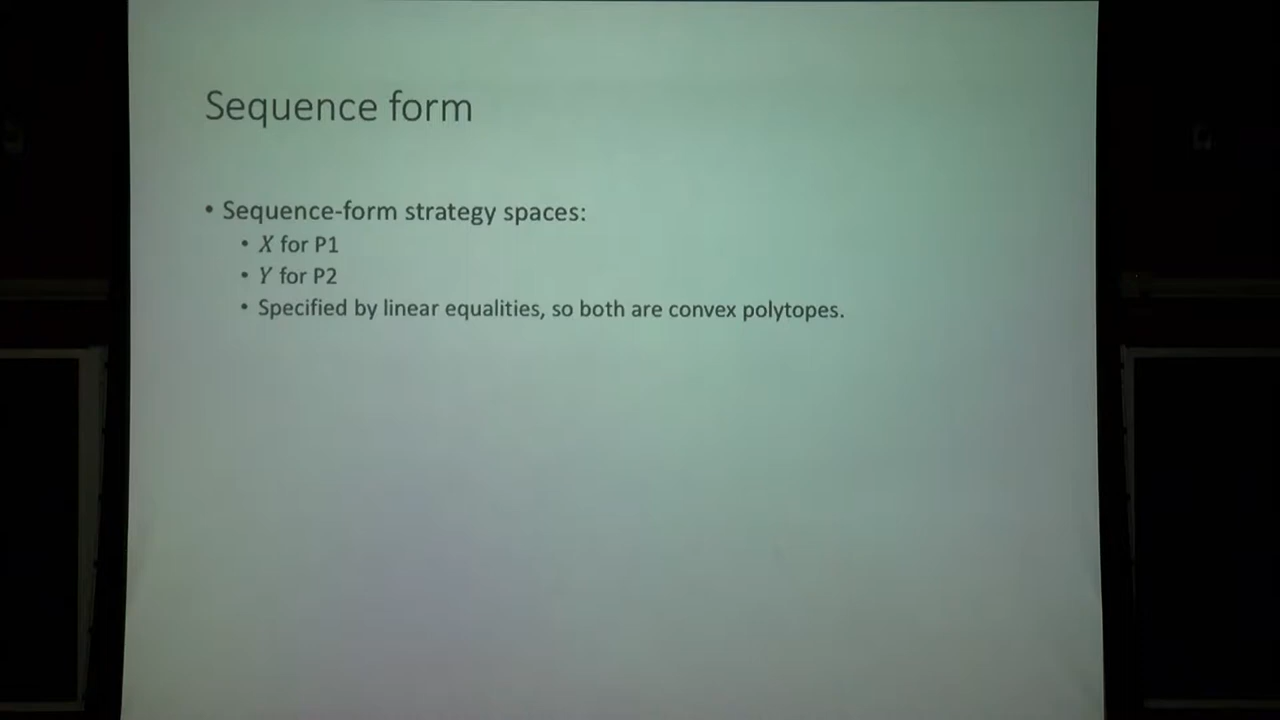 Sequence form
• Sequence-form strategy spaces:
• X for P1
• Y for P2
• Specified by linear equalities, so both are convex polytopes.